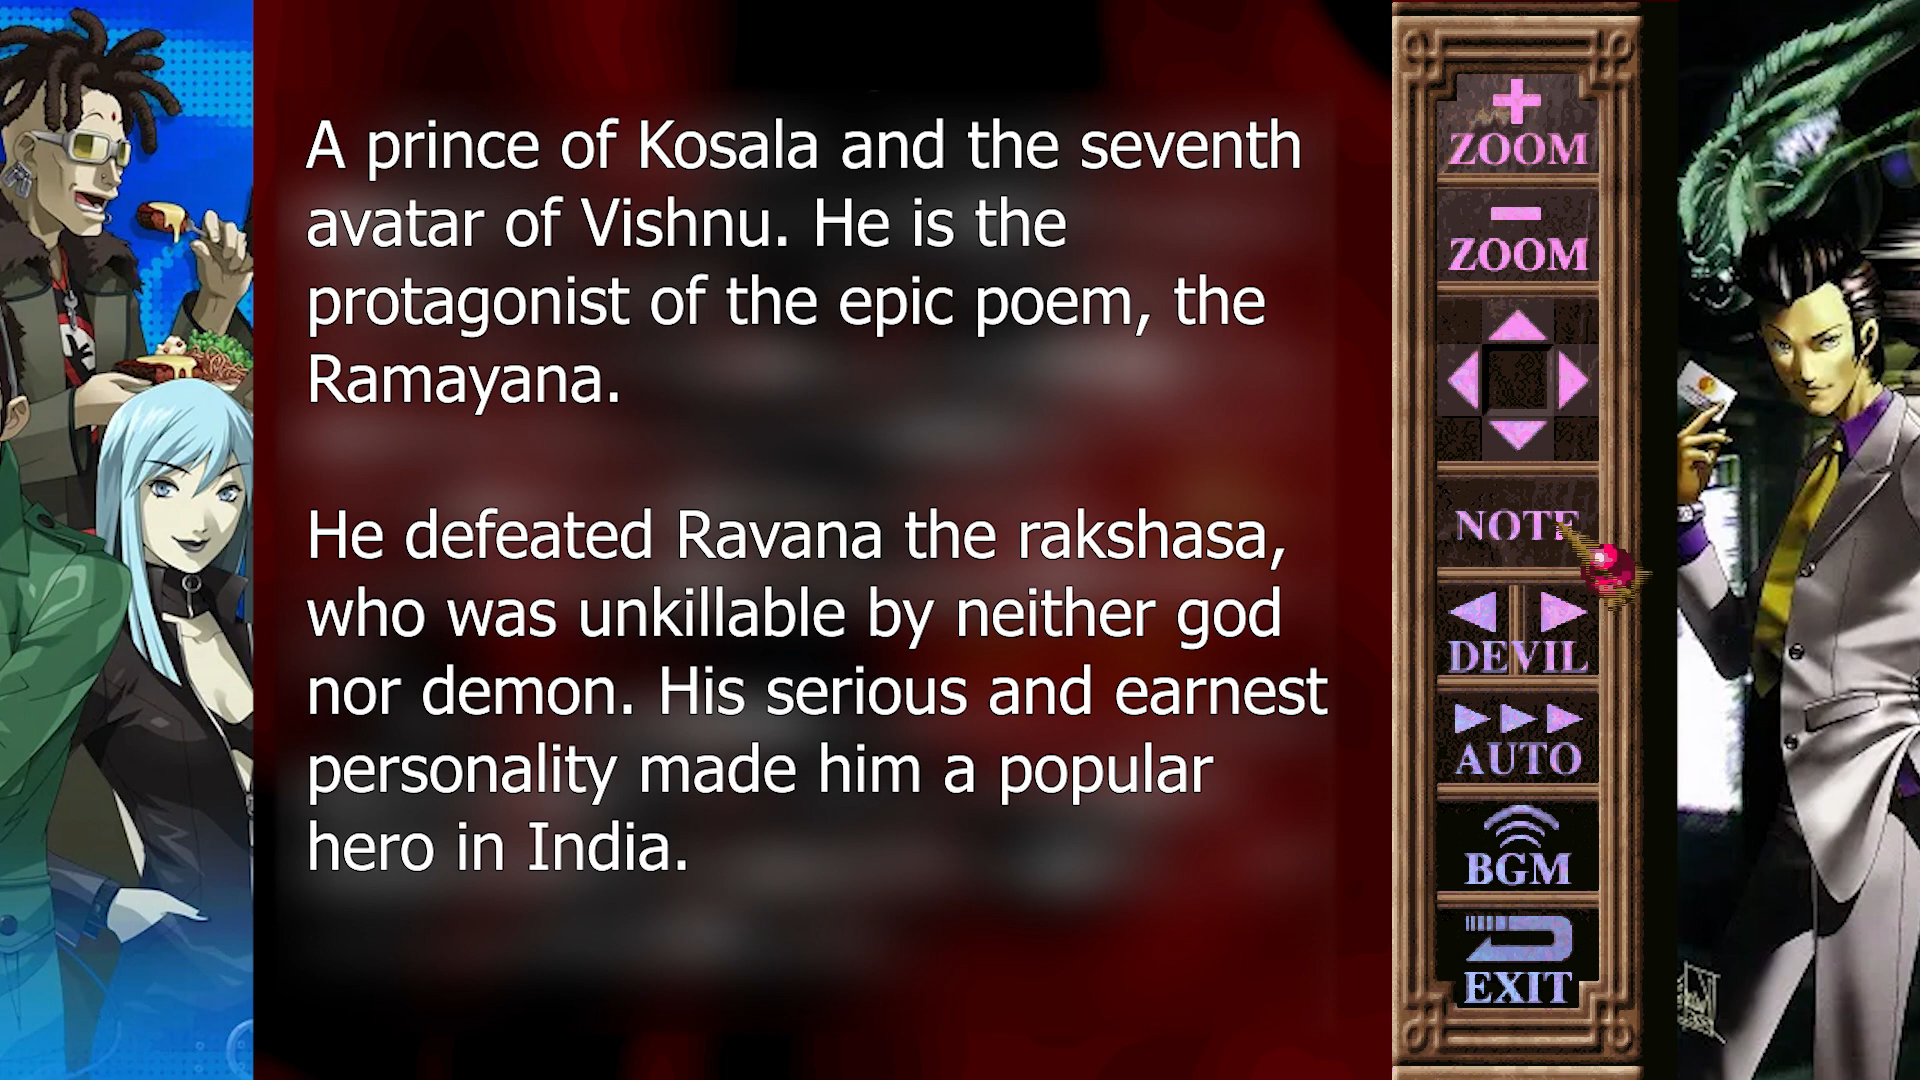 A prince of Kosala and the seventh
avatar of Vishnu. He is the
protagonist of the epic poem, the
Ramayana.
He defeated Ravana the rakshasa,
who was unkillable by neither god
nor demon. His serious and earnest
personality made him a popular
hero in India.
ZOOM
ZOOM
NOTE
DEVIL
AUTO
BGM
EXIT